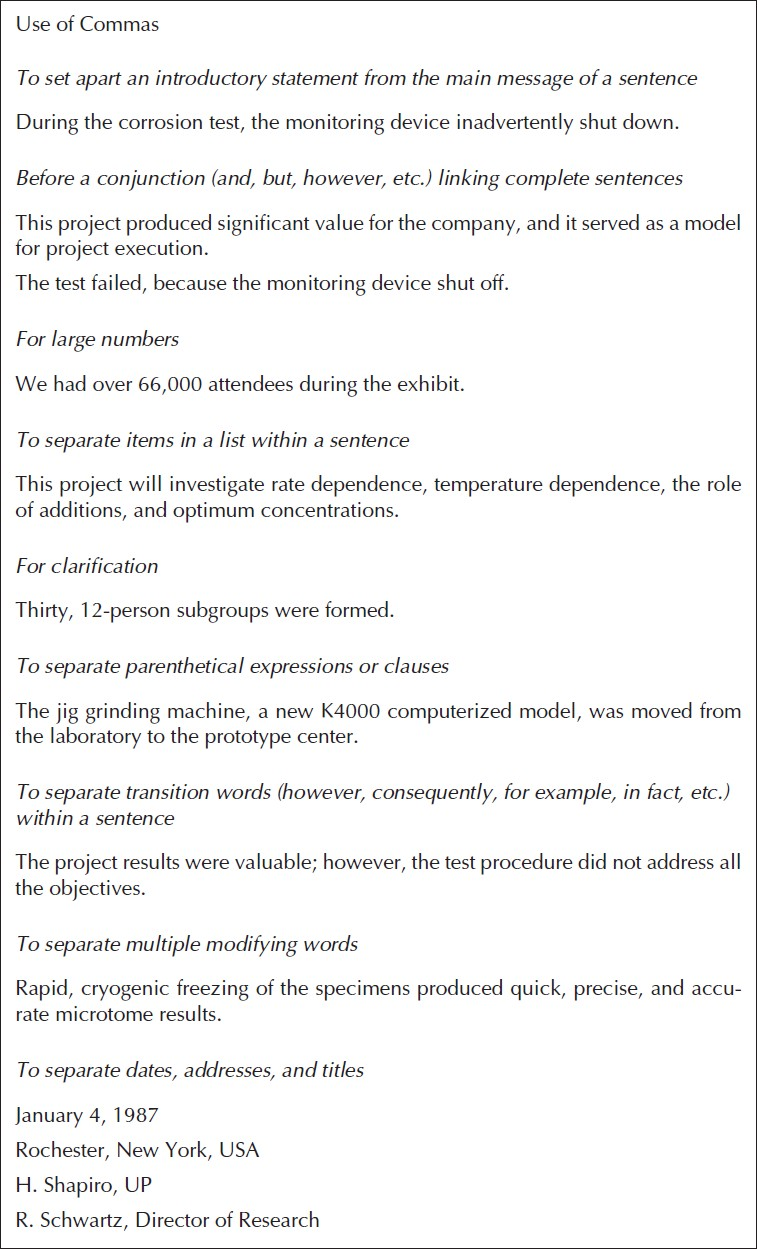 Use of Commas
To set apart an introductory statement from the main message of a sentence
During the corrosion test, the monitoring device inadvertently shut down.
Before a conjunction (and, but, however, etc.) linking complete sentences
This project produced significant value for the company, and it served as a model
for project execution.
The test failed, because the monitoring device shut off.
For large numbers
We had over 66,000 attendees during the exhibit.
To separate items in a list within a sentence
This project will investigate rate dependence, temperature dependence, the role
of additions, and optimum concentrations.
For clarification
Thirty, 12-person subgroups were formed.
To separate parenthetical expressions or clauses
The jig grinding machine, a new K4000 computerized model, was moved from
the laboratory to the prototype center.
To separate transition words (however, consequently, for example, in fact, etc.)
within a sentence
The project results were valuable; however, the test procedure did not address all
the objectives.
To separate multiple modifying words
Rapid, cryogenic freezing of the specimens produced quick, precise, and accu-
rate microtome results.
To separate dates, addresses, and titles
January 4, 1987
Rochester, New York, USA
H. Shapiro, UP
R. Schwartz, Director of Research